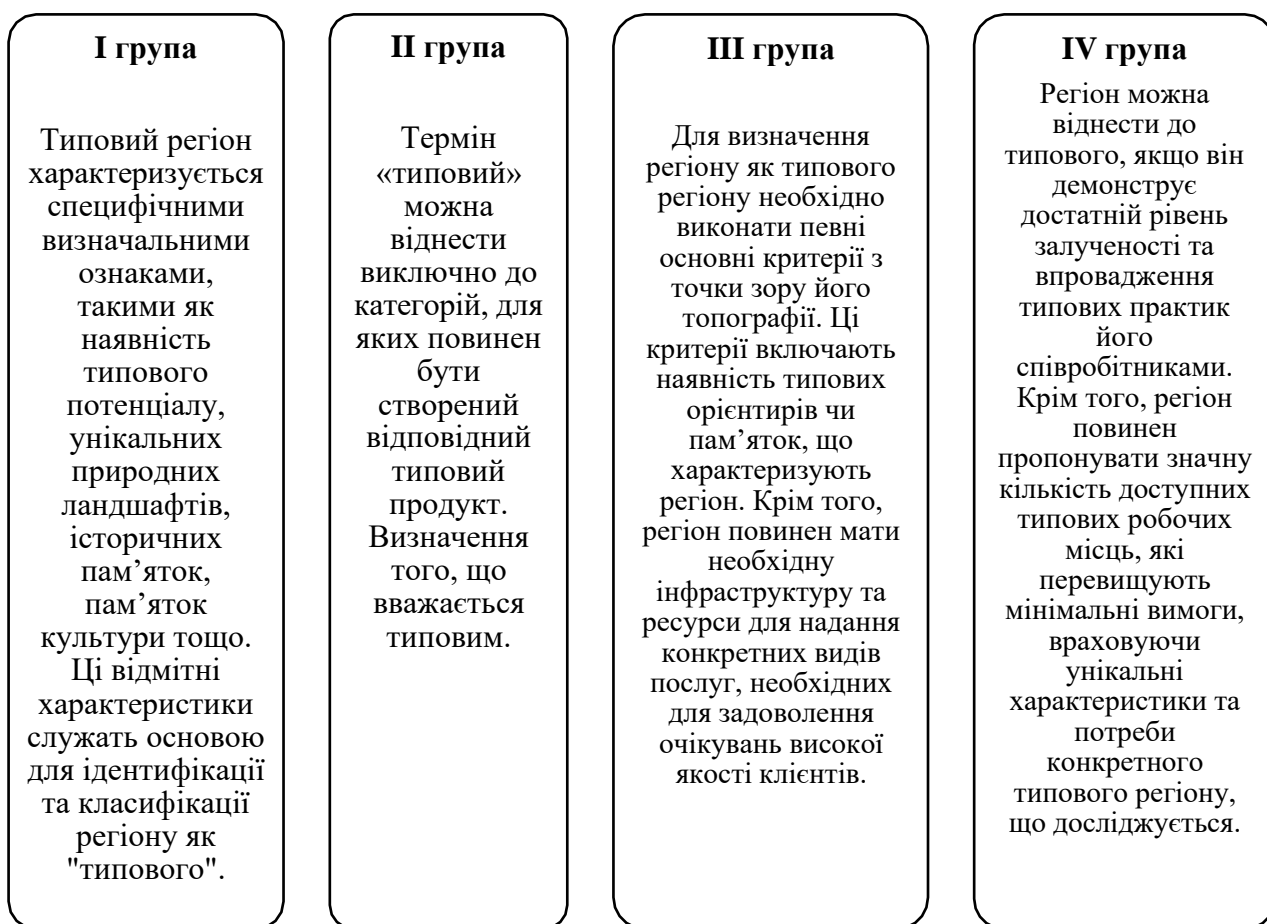 І група
Типовий регіон
характеризується
специфічними
визначальними
ознаками,
такими як
наявність
типового
потенціалу,
унікальних
природних
ландшафтів,
історичних
пам’яток,
пам’яток
культури тощо.
Ці відмітні
характеристики
служать основою
для ідентифікації
та класифікації
регіону як
"типового".
ІІ група
Термін
«типовий»
можна
віднести
виключно до
категорій, для
яких повинен
бути
створений
відповідний
типовий
продукт.
Визначення
того, що
вважається
типовим.
ІІІ група
Для визначення
регіону як типового
регіону необхідно
виконати певні
основні критерії з
точки зору його
топографії. Ці
критерії включають
наявність типових
орієнтирів чи
пам’яток, що
характеризують
регіон. Крім того,
регіон повинен мати
необхідну
інфраструктуру та
ресурси для надання
конкретних видів
послуг, необхідних
для задоволення
очікувань високої
якості клієнтів.
IV група
Регіон можна
віднести до
типового, якщо він
демонструє
достатній рівень
залученості та
впровадження
типових практик
його
співробітниками.
Крім того, регіон
повинен
пропонувати значну
кількість доступних
типових робочих
місць, які
перевищують
мінімальні вимоги,
враховуючи
унікальні
характеристики та
потреби
конкретного
типового регіону,
що досліджується.